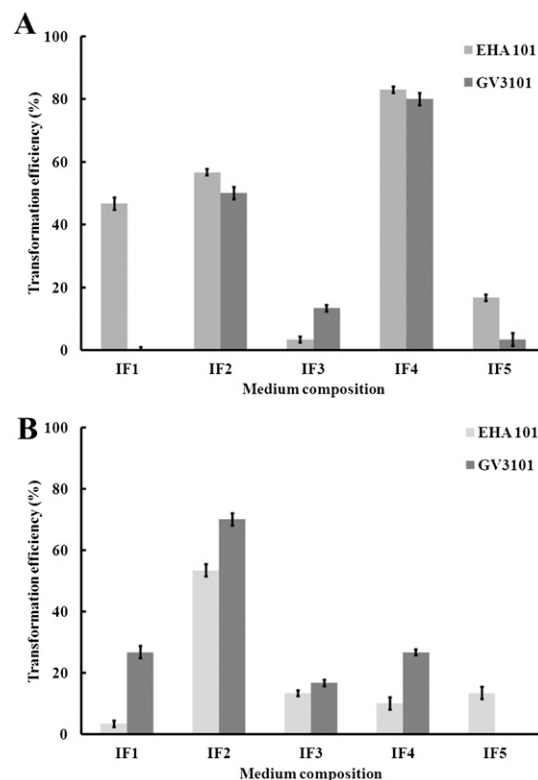 A
EHA 101
GV3101
Transformation efficiency (%)
100
80
60
40
20
0
IF1 IF2 IF3 IF4 IF5
Medium composition
B
EHA 101
GV3101
Transformation efficiency (%)
100
80
60
40
20
0
IF1 IF2 IF3 IF4 IF5
Medium composition